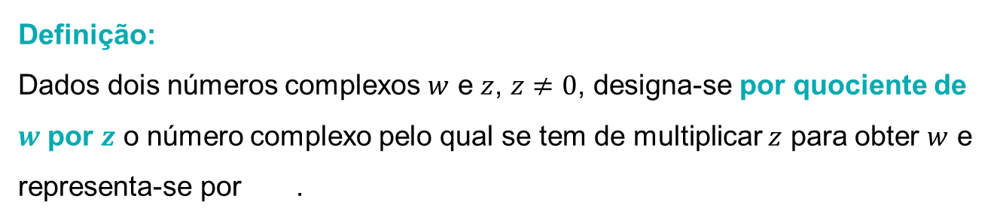 Definição:
Dados dois números complexos w e z, z ≠ 0, designa-se por quociente de
w por z o número complexo pelo qual se tem de multiplicar z para obter w e
representa-se por .